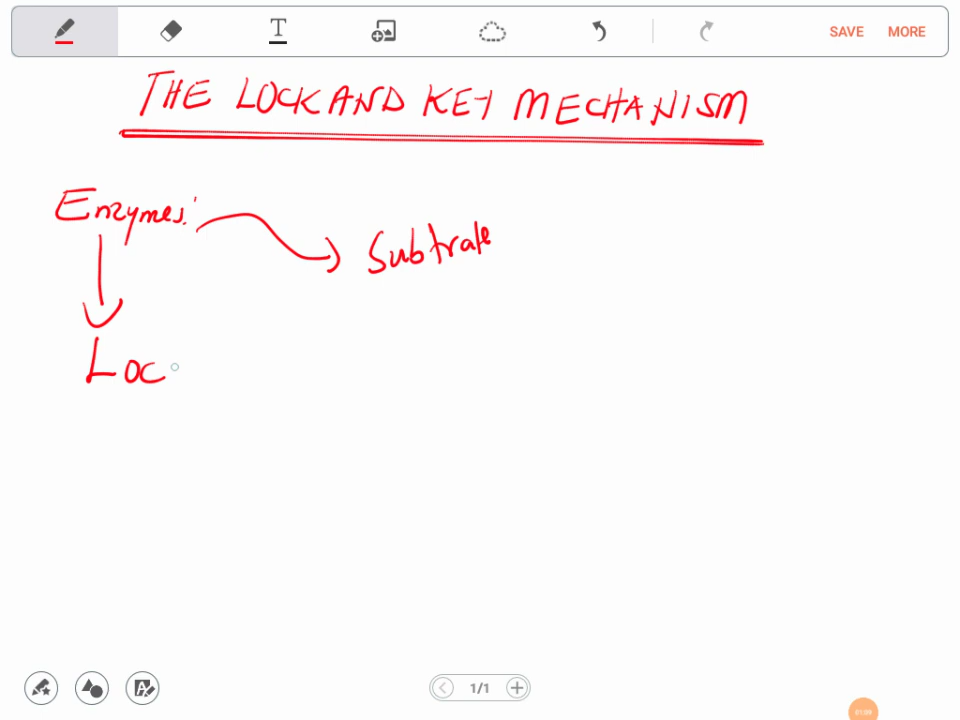 T
SAVE MORE
THE LOCK AND KEY MECHANISM
Enzymes:
Subtrate
Loc
1/1